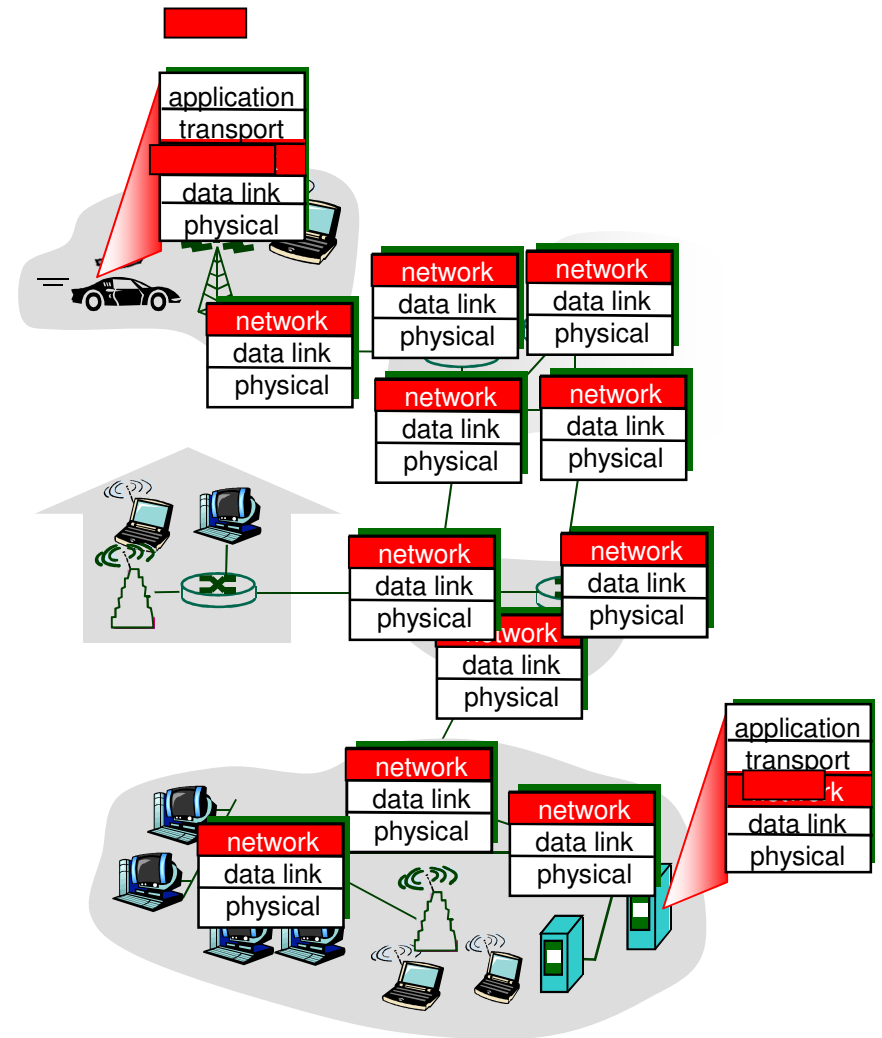 application
transport
data link
physical
network
data link
physical
network
data link
physical
network
data link
physical
network
data link
physical
network
data link
physical
network
data link
physical
network
data link
physical
data link
physical
application
transport
data link
physical
network
data link
physical
network
data link
physical
network
data link
physical